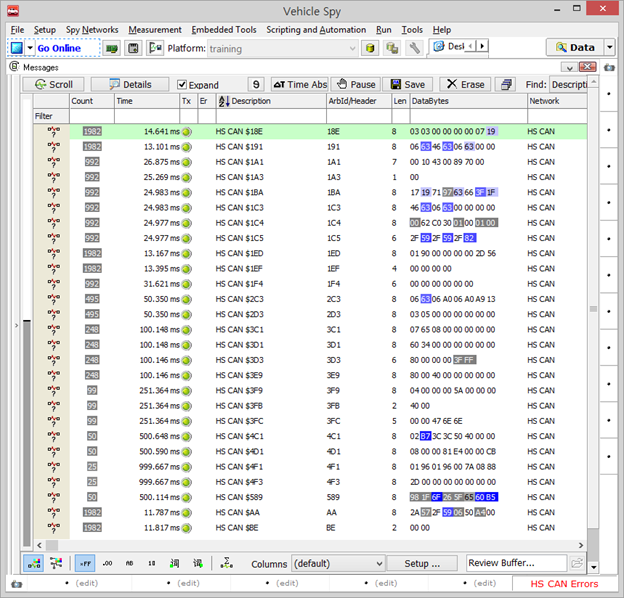 Vehicle Spy
File Setup Spy Networks Measurement Embedded Tools Scripting and Automation Run Tools Help
Go Online Platform: training Desk Data
Messages
Scroll Details Expand 9 ΔT Time Abs Pause Save Erase Find: Descripti
Count Time Tx Er Description ArbId/Header Len DataBytes Network
Filter
1982 14.641 ms HS CAN $18E 18E 8 03 03 00 00 00 00 07 19 HS CAN
1982 13.101 ms HS CAN $191 191 8 06 63 46 63 06 63 00 00 HS CAN
992 26.875 ms HS CAN $1A1 1A1 7 00 10 43 00 89 70 00 HS CAN
992 25.269 ms HS CAN $1A3 1A3 1 00 HS CAN
992 24.983 ms HS CAN $1BA 1BA 8 17 19 71 97 63 66 3F 1F HS CAN
992 24.983 ms HS CAN $1C3 1C3 8 46 63 06 63 00 00 00 00 HS CAN
992 24.977 ms HS CAN $1C4 1C4 8 00 62 C0 30 01 00 01 00 HS CAN
992 24.977 ms HS CAN $1C5 1C5 6 2F 59 2F 59 2F 82 HS CAN
1982 13.167 ms HS CAN $1ED 1ED 8 01 90 00 00 00 00 2D 56 HS CAN
1982 13.395 ms HS CAN $1EF 1EF 4 00 00 00 00 HS CAN
992 31.621 ms HS CAN $1F4 1F4 6 00 00 00 00 00 00 HS CAN
495 50.350 ms HS CAN $2C3 2C3 8 06 63 06 A0 06 A0 A9 13 HS CAN
495 50.350 ms HS CAN $2D3 2D3 8 03 05 00 00 00 00 00 00 HS CAN
248 100.148 ms HS CAN $3C1 3C1 8 07 65 08 00 00 00 00 00 HS CAN
248 100.146 ms HS CAN $3D1 3D1 8 60 34 00 00 00 00 00 00 HS CAN
248 100.146 ms HS CAN $3D3 3D3 6 80 00 00 00 3F FF HS CAN
248 100.146 ms HS CAN $3E9 3E9 8 80 00 40 00 00 00 00 00 HS CAN
99 251.364 ms HS CAN $3F9 3F9 8 04 00 00 00 5A 00 00 00 HS CAN
99 251.364 ms HS CAN $3FB 3FB 2 40 00 HS CAN
99 251.364 ms HS CAN $3FC 3FC 5 00 00 47 6E 6E HS CAN
50 500.648 ms HS CAN $4C1 4C1 8 02 B7 3C 3C 50 40 00 00 HS CAN
50 500.590 ms HS CAN $4D1 4D1 8 08 00 00 81 E4 00 00 CB HS CAN
25 999.667 ms HS CAN $4F1 4F1 8 01 96 01 96 00 7A 08 88 HS CAN
25 999.667 ms HS CAN $4F3 4F3 8 2D 00 00 00 00 00 00 00 HS CAN
50 500.114 ms HS CAN $589 589 8 98 1F 6F 26 5F 65 60 B5 HS CAN
1982 11.787 ms HS CAN $AA AA 8 2A 57 2F 59 06 50 A4 00 HS CAN
1982 11.817 ms HS CAN $BE BE 2 00 00 HS CAN
Columns (default) Setup ... Review Buffer...
(edit) (edit) (edit) (edit) (edit) HS CAN Errors